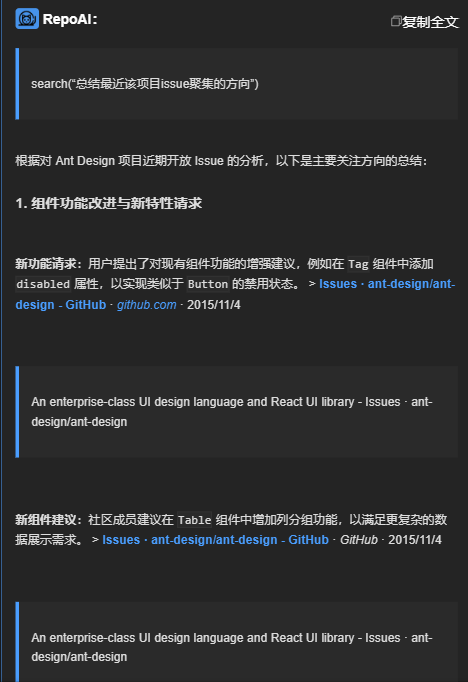 RepoAI: 复制全文
search(“总结最近该项目issue聚集的方向”)
根据对 Ant Design 项目近期开放 Issue 的分析，以下是主要关注方向的总结：
1. 组件功能改进与新特性请求
新功能请求：用户提出了对现有组件功能的增强建议，例如在 Tag 组件中添加
disabled 属性，以实现类似于 Button 的禁用状态。 > Issues · ant-design/ant-
design - GitHub · github.com · 2015/11/4
An enterprise-class UI design language and React UI library - Issues · ant-
design/ant-design
新组件建议：社区成员建议在 Table 组件中增加列分组功能，以满足更复杂的数
据展示需求。 > Issues · ant-design/ant-design - GitHub · GitHub · 2015/11/4
An enterprise-class UI design language and React UI library - Issues · ant-
design/ant-design